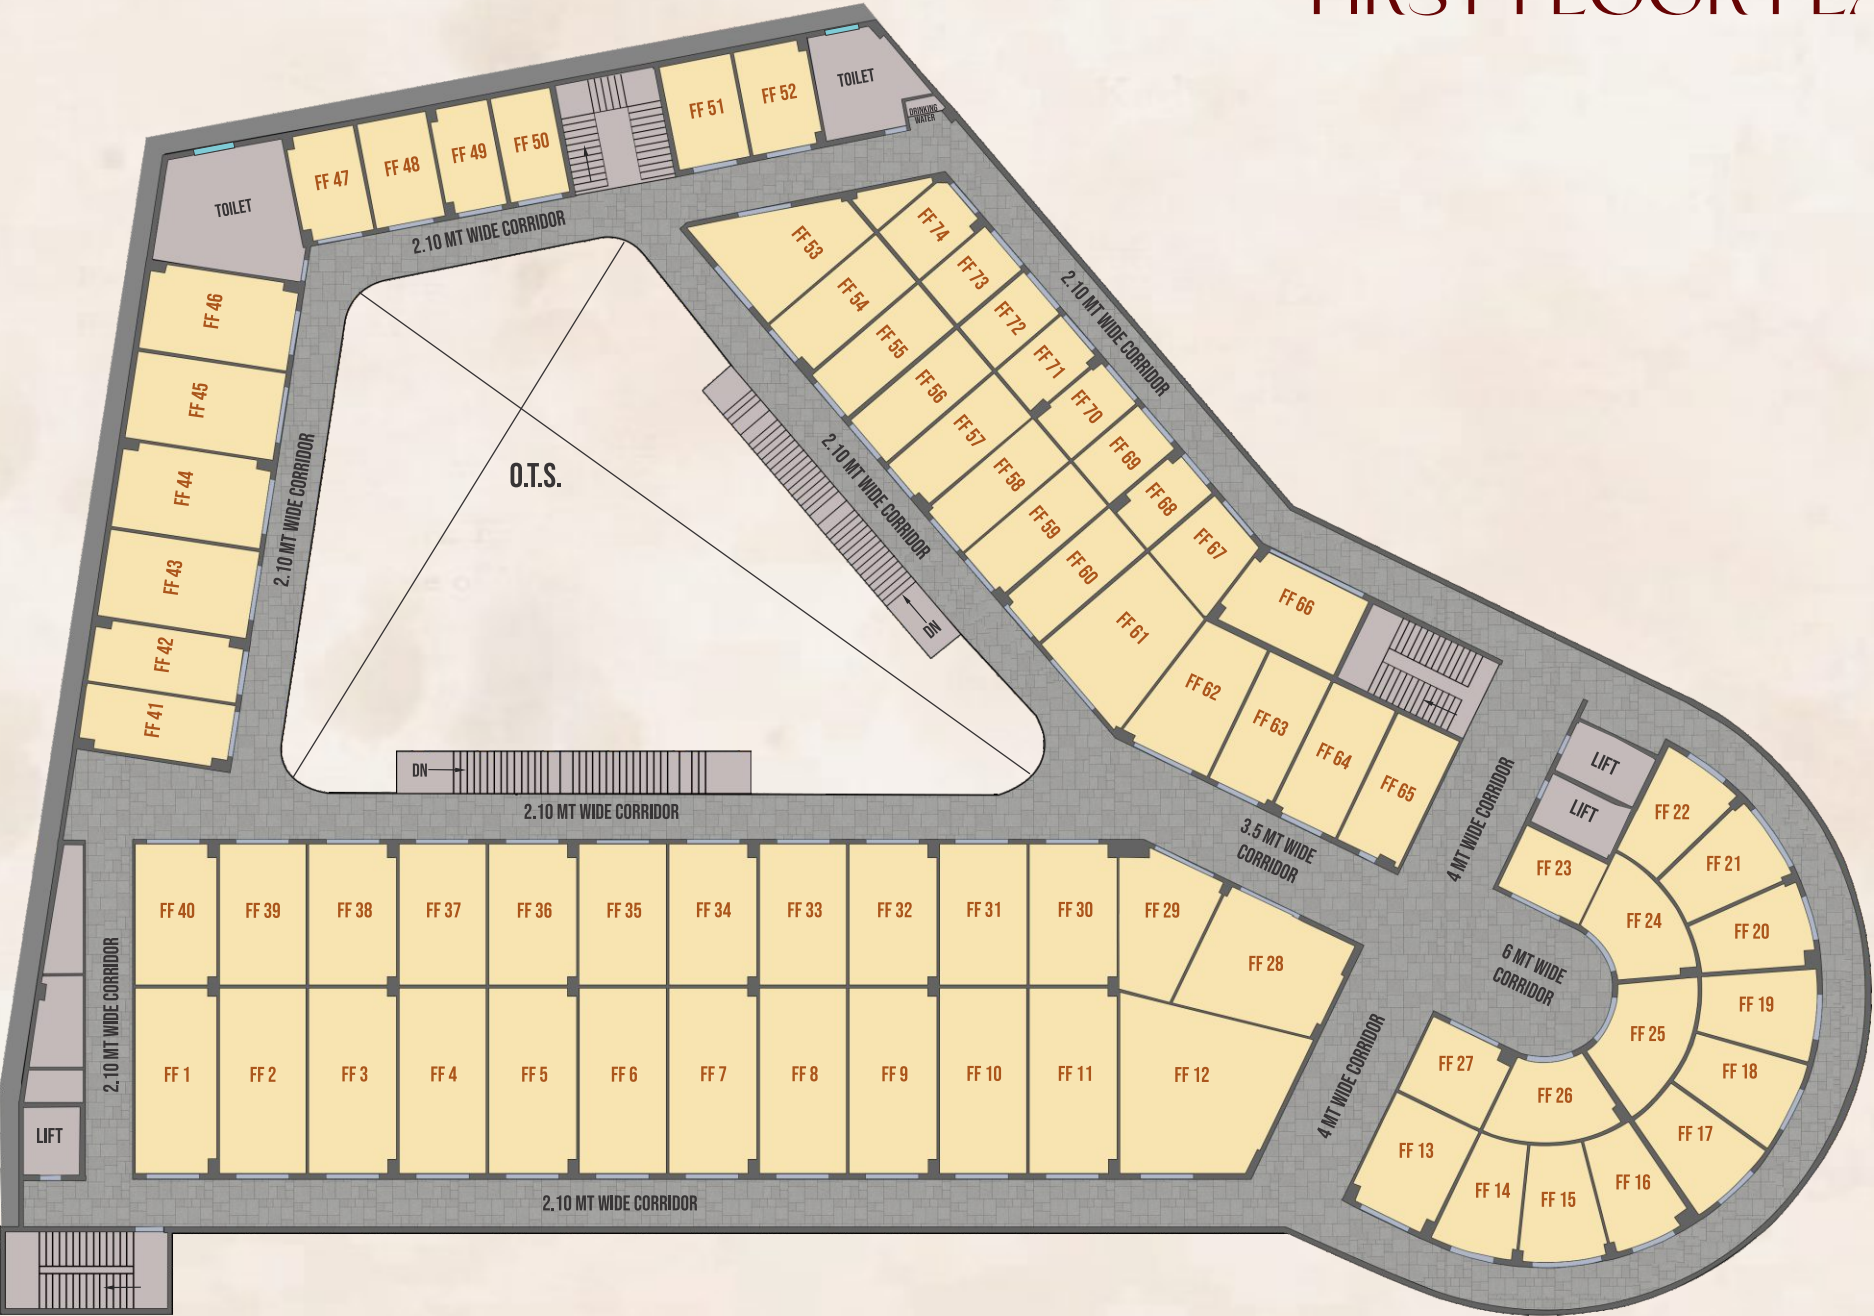 FIRST FLOOR PLA
TOILET
DRINKING
WATER
FF 52
FF 51
FF 50
FF 49
FF 48
FF 47
TOILET
2.10 MT WIDE CORRIDOR
FF 46
FF 45
FF 44
FF 43
FF 42
FF 41
2.10 MT WIDE CORRIDOR
O.T.S.
FF 53
FF 54
FF 55
FF 56
FF 57
FF 58
FF 59
FF 60
FF 61
FF 74
FF 73
FF 72
FF 71
FF 70
FF 69
FF 68
FF 67
FF 66
2.10 MT WIDE CORRIDOR
2.10 MT WIDE CORRIDOR
DN
FF 62
FF 63
FF 64
FF 65
DN
2.10 MT WIDE CORRIDOR
3.5 MT WIDE
CORRIDOR
4 MT WIDE CORRIDOR
LIFT
LIFT
FF 22
FF 21
FF 23
FF 24
FF 20
6 MT WIDE
CORRIDOR
FF 19
FF 25
FF 18
FF 27
FF 26
FF 17
FF 13
FF 14
FF 15
FF 16
4 MT WIDE CORRIDOR
FF 40
FF 39
FF 38
FF 37
FF 36
FF 35
FF 34
FF 33
FF 32
FF 31
FF 30
FF 29
FF 28
2.10 MT WIDE CORRIDOR
FF 1
FF 2
FF 3
FF 4
FF 5
FF 6
FF 7
FF 8
FF 9
FF 10
FF 11
FF 12
LIFT
2.10 MT WIDE CORRIDOR